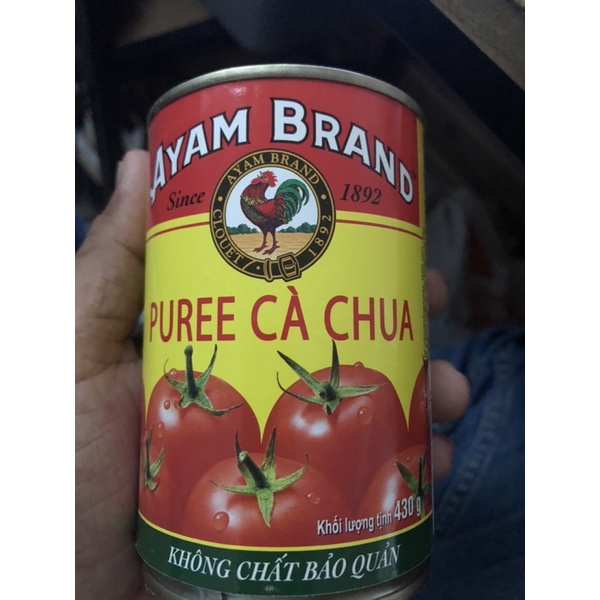 AYAM BRAND
Since 1892
AYAM BRAND
CLOUET 1892
PUREE CÀ CHUA
Khối lượng tịnh 430 g
KHÔNG CHẤT BẢO QUẢN